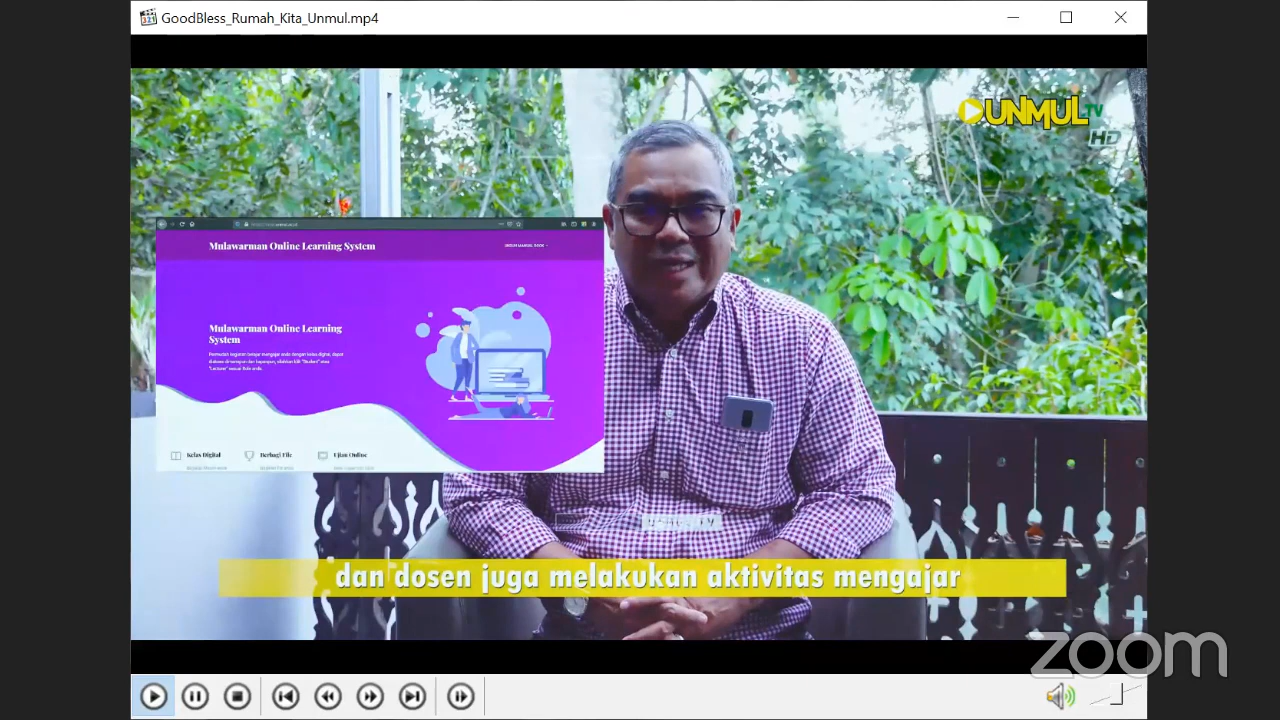 GoodBless_Rumah_Kita_Unmul.mp4
UNMUL TV
HD
Mulawarman Online Learning System
Mulawarman Online Learning
System
Kelas Digital
Berbagi File
Ujian Online
dan dosen juga melakukan aktivitas mengajar
zoom